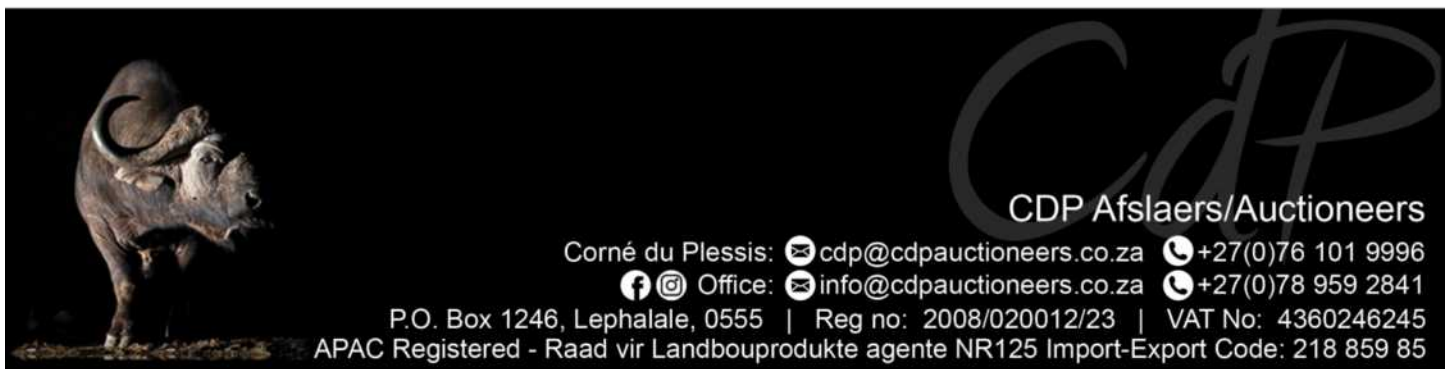 CdP
CDP Afslaers/Auctioneers
Corné du Plessis: cdp@cdpauctioneers.co.za +27(0)76 101 9996
Office: info@cdpauctioneers.co.za +27(0)78 959 2841
P.O. Box 1246, Lephalale, 0555 | Reg no: 2008/020012/23 | VAT No: 4360246245
APAC Registered - Raad vir Landbouprodukte agente NR125 Import-Export Code: 218 859 85